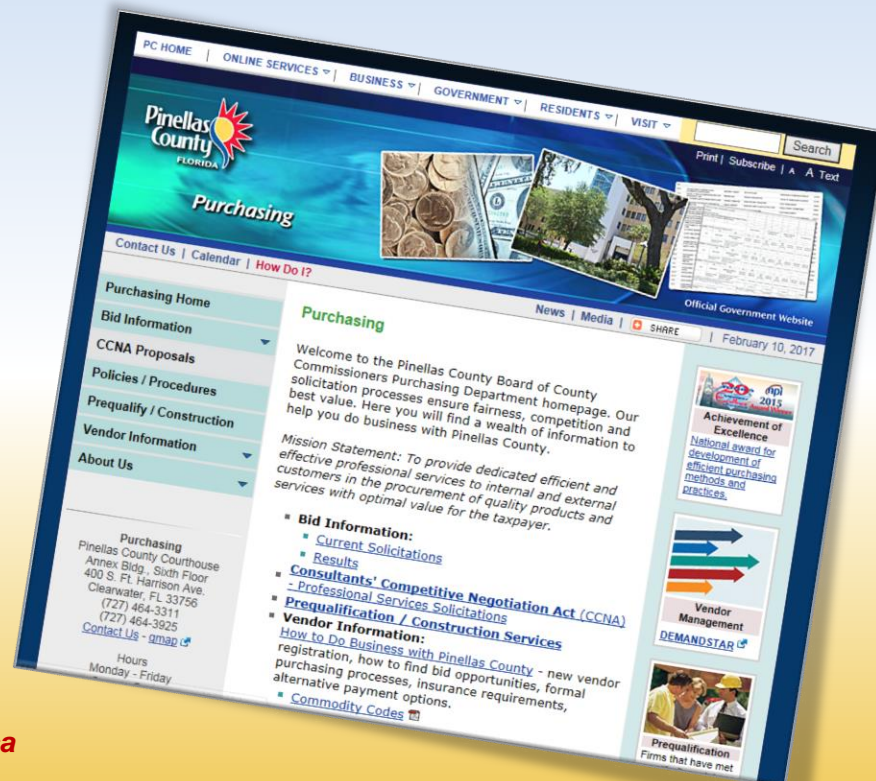 PC HOME | ONLINE SERVICES | BUSINESS | GOVERNMENT | RESIDENTS | VISIT
Search
Print | Subscribe | A A Text
Pinellas
County
FLORIDA
Purchasing
Official Government Website
Contact Us | Calendar | How Do I?
News | Media | SHARE | February 10, 2017
Purchasing Home
Bid Information
CCNA Proposals
Policies / Procedures
Prequalify / Construction
Vendor Information
About Us
Purchasing
Pinellas County Courthouse
Annex Bldg., Sixth Floor
400 S. Ft. Harrison Ave.
Clearwater, FL 33756
(727) 464-3311
(727) 464-3925
Contact Us - qmap
Hours
Monday - Friday
Purchasing
Welcome to the Pinellas County Board of County
Commissioners Purchasing Department homepage. Our
solicitation processes ensure fairness, competition and
best value. Here you will find a wealth of information to
help you do business with Pinellas County.
Mission Statement: To provide dedicated efficient and
effective professional services to internal and external
customers in the procurement of quality products and
services with optimal value for the taxpayer.
Bid Information:
Current Solicitations
Results
Consultants' Competitive Negotiation Act (CCNA)
- Professional Services Solicitations
Prequalification / Construction Services
Vendor Information:
How to Do Business with Pinellas County - new vendor
registration, how to find bid opportunities, formal
purchasing processes, insurance requirements,
alternative payment options.
Commodity Codes
npi
2015
Achievement of
Excellence
National award for
development of
efficient purchasing
methods and
practices.
Vendor
Management
DEMANDSTAR
Prequalification
Firms that have met
a